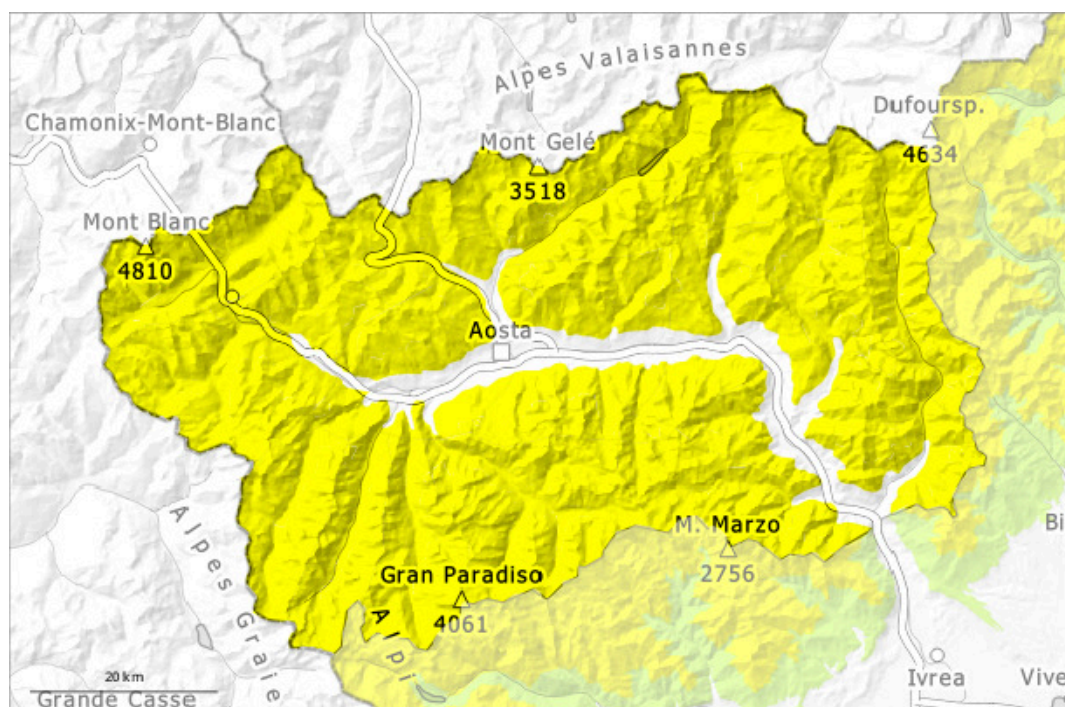 Alpes Valaisannes
Dufoursp.
4634
Chamonix-Mont-Blanc
Mont Gelé
3518
Mont Blanc
4810
Aosta
M. Marzo
2756
Gran Paradiso
4061
Alpi
Alpes Graie
20 km
Grande Casse
Ivrea
Bi
Vive